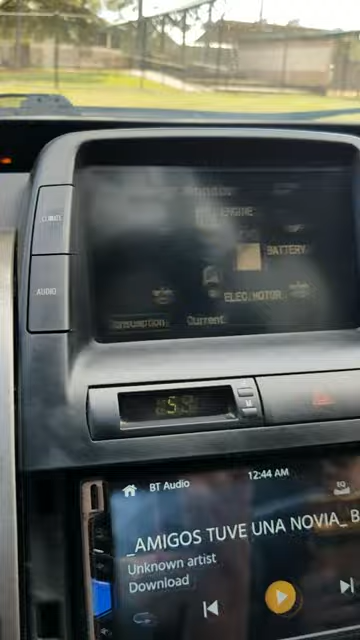 CLIMATE
ENGINE
BATTERY
AUDIO
ELEC/MOTOR
Consumption
Current
BT Audio
12:44 AM
EQ
_AMIGOS TUVE UNA NOVIA_ B
Unknown artist
Download